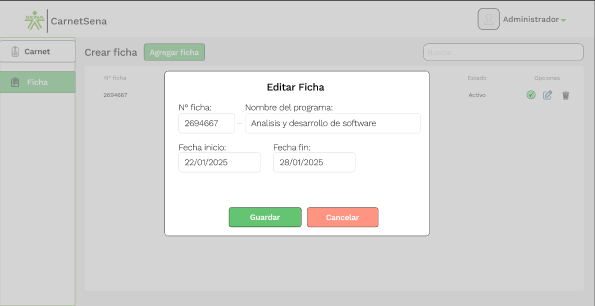 SENA
CarnetSena
Administrador
Carnet
Crear ficha
Agregar ficha
Buscar...
Ficha
N° ficha
Estado
Opciones
2694667
Activo
Editar Ficha
N° ficha:
Nombre del programa:
2694667
–
Analisis y desarrollo de software
Fecha inicio:
Fecha fin:
22/01/2025
28/01/2025
Guardar
Cancelar